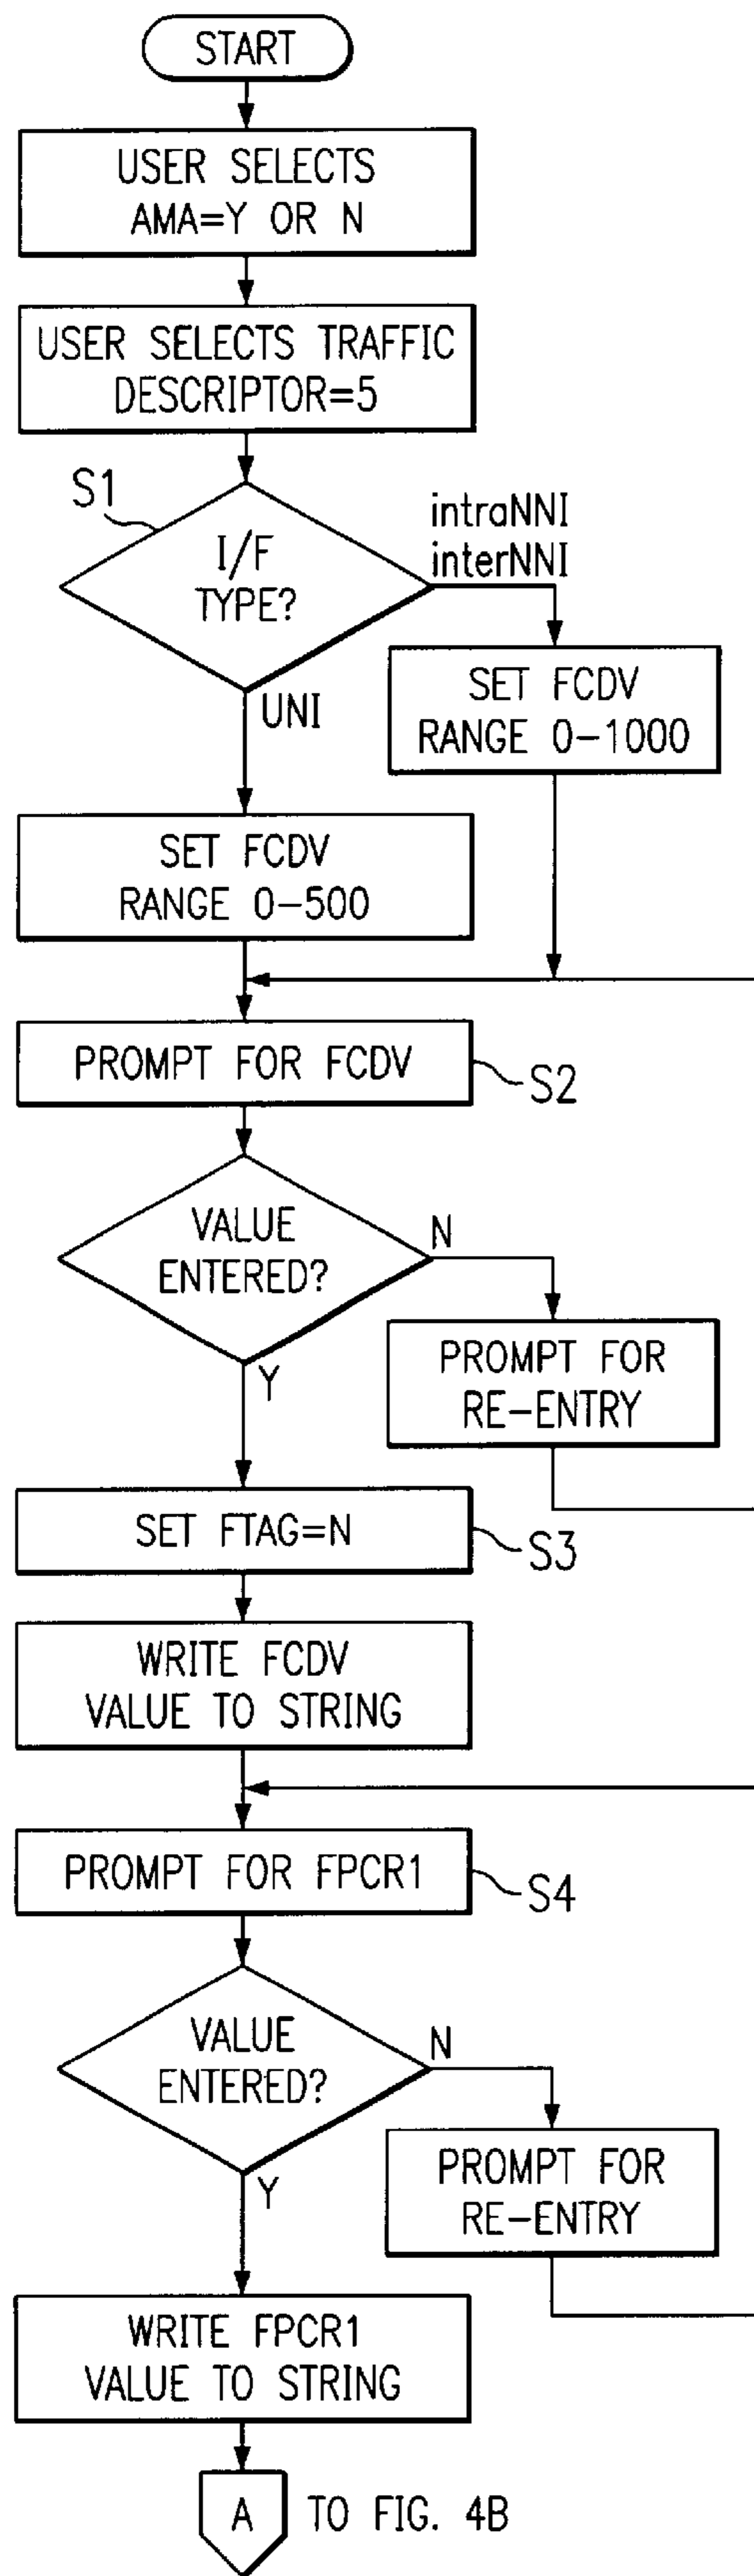 START
USER SELECTS
AMA=Y OR N
USER SELECTS TRAFFIC
DESCRIPTOR=5
S1
I/F
TYPE?
intraNNI
interNNI
UNI
SET FCDV
RANGE 0-1000
SET FCDV
RANGE 0-500
PROMPT FOR FCDV
S2
VALUE
ENTERED?
N
Y
PROMPT FOR
RE-ENTRY
SET FTAG=N
S3
WRITE FCDV
VALUE TO STRING
PROMPT FOR FPCR1
S4
VALUE
ENTERED?
N
Y
PROMPT FOR
RE-ENTRY
WRITE FPCR1
VALUE TO STRING
A TO FIG. 4B